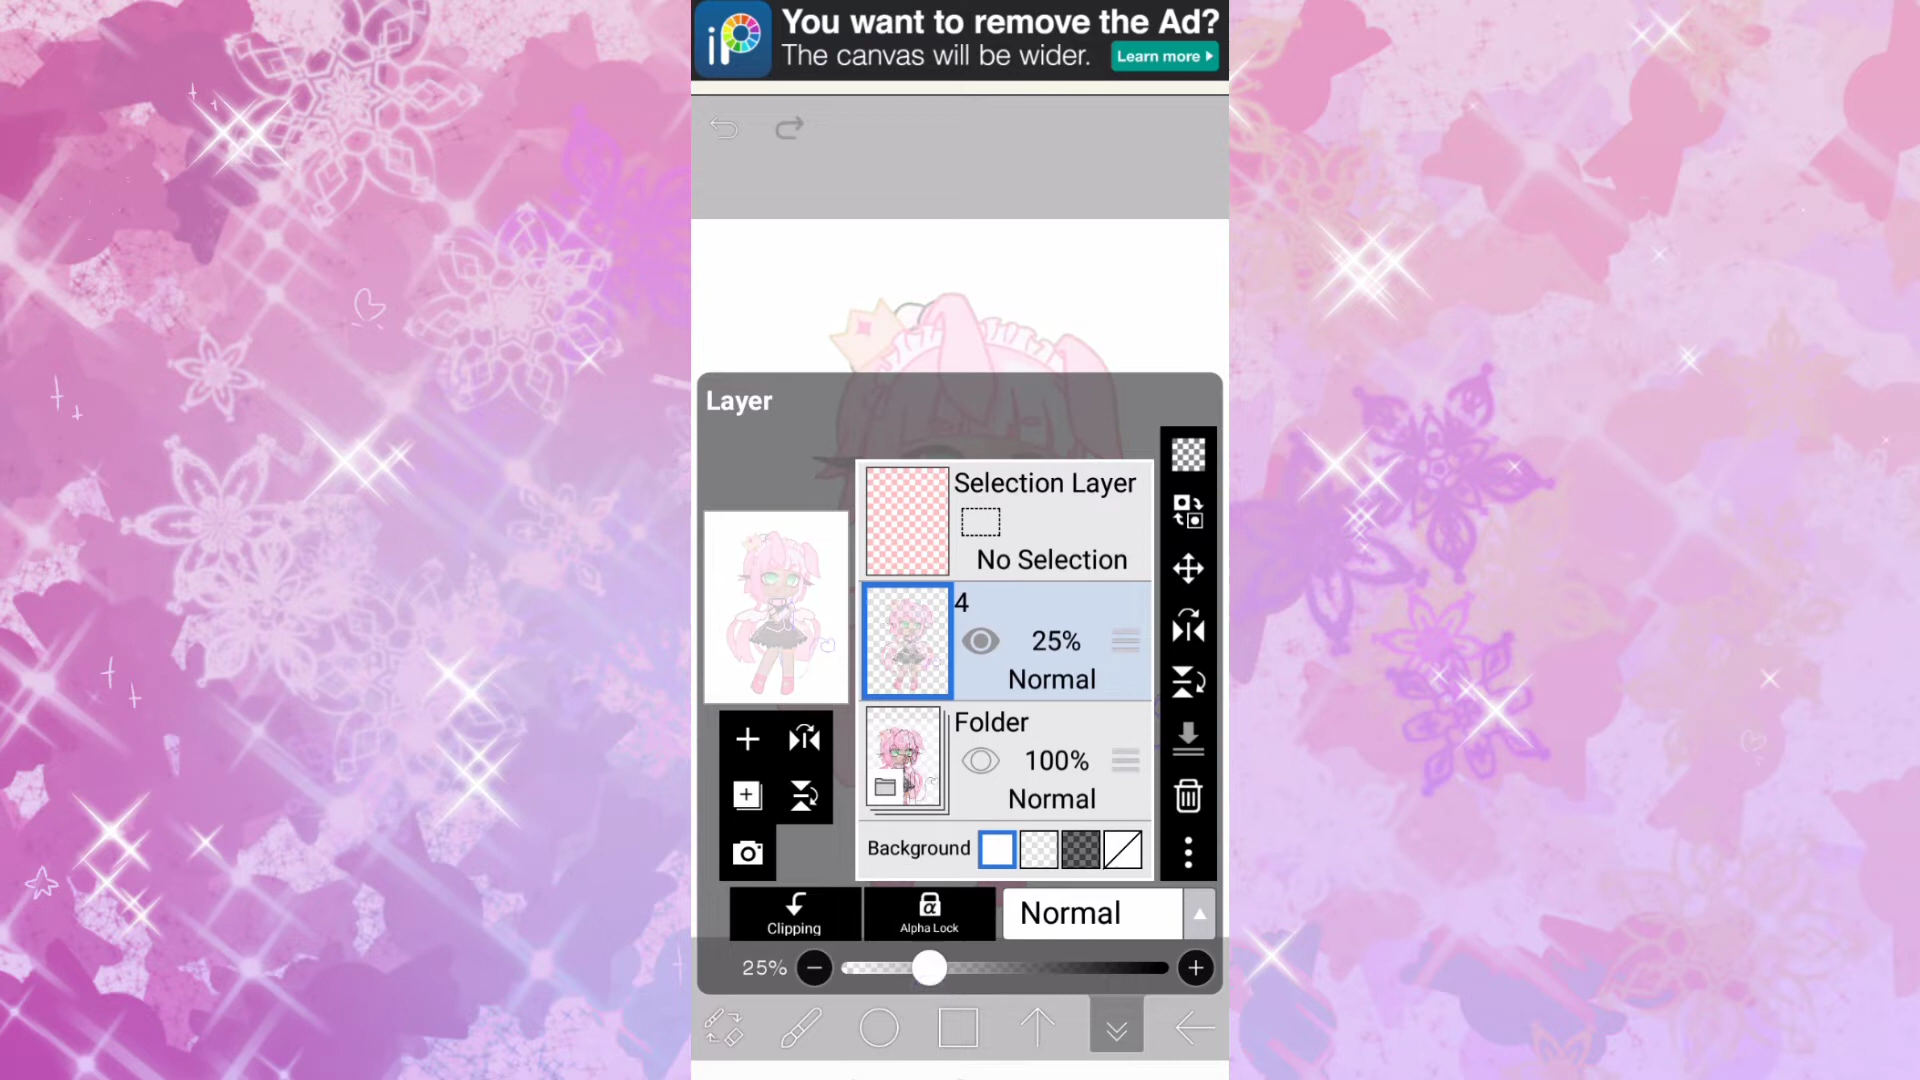 iP
You want to remove the Ad?
The canvas will be wider.
Learn more
Layer
Selection Layer
No Selection
4
25%
Normal
Folder
100%
Normal
Background
Clipping
α
Alpha Lock
Normal
25%